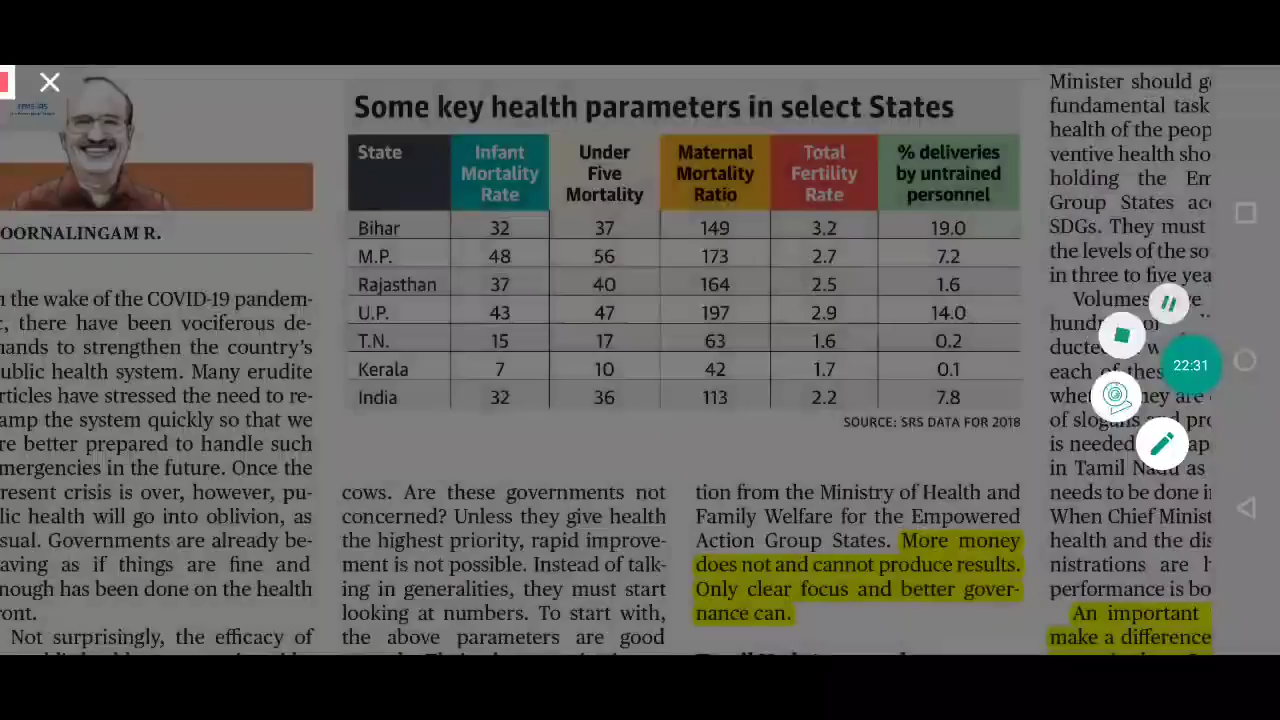 Some key health parameters in select States
State Infant Mortality Rate Under Five Mortality Maternal Mortality Ratio Total Fertility Rate % deliveries by untrained personnel
Bihar 32 37 149 3.2 19.0
M.P. 48 56 173 2.7 7.2
Rajasthan 37 40 164 2.5 1.6
U.P. 43 47 197 2.9 14.0
T.N. 15 17 63 1.6 0.2
Kerala 7 10 42 1.7 0.1
India 32 36 113 2.2 7.8
SOURCE: SRS DATA FOR 2018
OORNALINGAM R.
the wake of the COVID-19 pandem-
, there have been vociferous de-
ands to strengthen the country's
ublic health system. Many erudite
rticles have stressed the need to re-
amp the system quickly so that we
re better prepared to handle such
mergencies in the future. Once the
resent crisis is over, however, pu-
lic health will go into oblivion, as
sual. Governments are already be-
aving as if things are fine and
nough has been done on the health
ront.
Not surprisingly, the efficacy of
cows. Are these governments not
concerned? Unless they give health
the highest priority, rapid improve-
ment is not possible. Instead of talk-
ing in generalities, they must start
looking at numbers. To start with,
the above parameters are good
tion from the Ministry of Health and
Family Welfare for the Empowered
Action Group States. More money
does not and cannot produce results.
Only clear focus and better gover-
nance can.
Minister should g
fundamental task
health of the peop
ventive health sho
holding the Em
Group States ac
SDGs. They must
the levels of the so
in three to five yea
Volumes
hund
ducte
each of thes
whet they are
of slogans and pr
is needed
in Tamil Nadu as
needs to be done i
When Chief Minist
health and the dis
nistrations are h
performance is bo
An important
make a difference
22:31